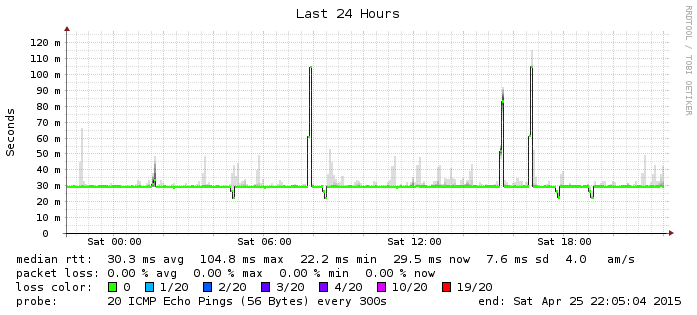 Last 24 Hours
RRDTOOL / TOBI OETIKER
Seconds
120 m
110 m
100 m
90 m
80 m
70 m
60 m
50 m
40 m
30 m
20 m
10 m
0
Sat 00:00 Sat 06:00 Sat 12:00 Sat 18:00
median rtt: 30.3 ms avg 104.8 ms max 22.2 ms min 29.5 ms now 7.6 ms sd 4.0 am/s
packet loss: 0.00 % avg 0.00 % max 0.00 % min 0.00 % now
loss color: 0 1/20 2/20 3/20 4/20 10/20 19/20
probe: 20 ICMP Echo Pings (56 Bytes) every 300s end: Sat Apr 25 22:05:04 2015